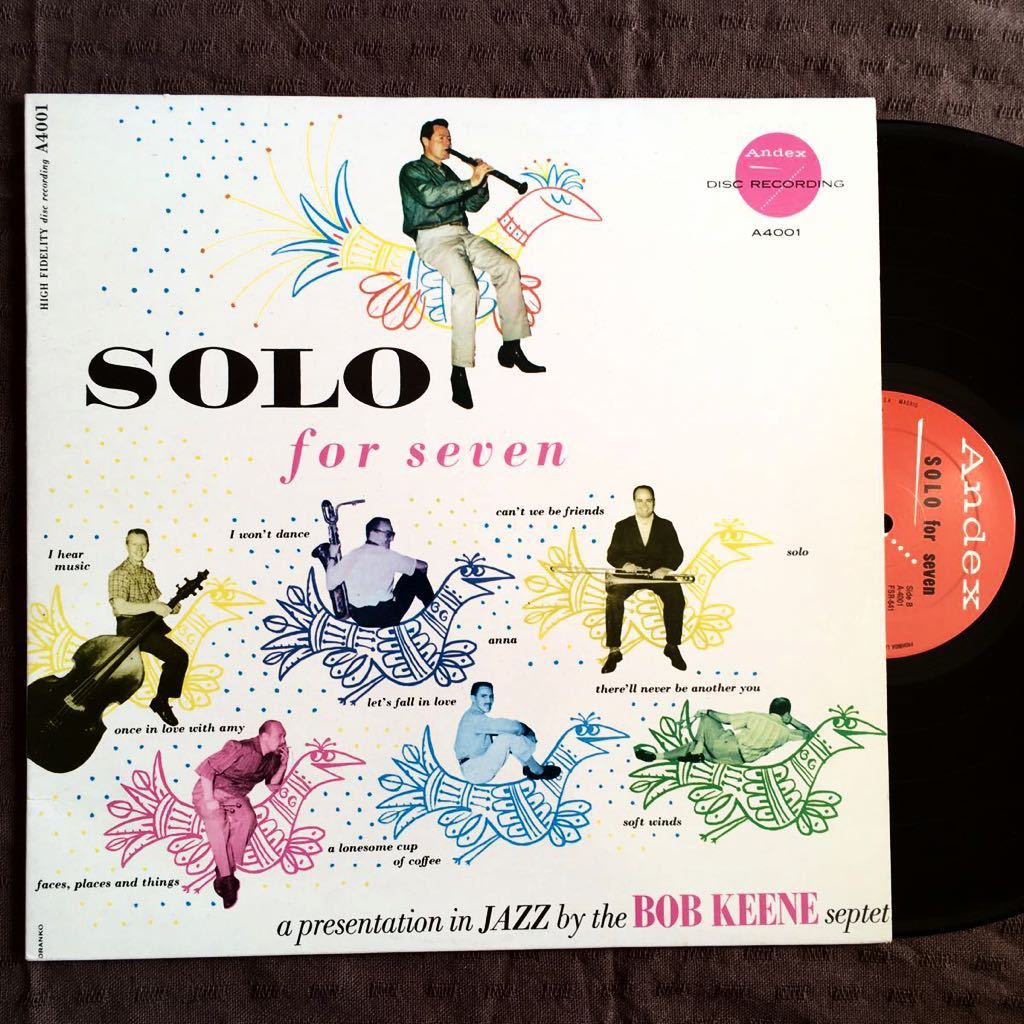 HIGH FIDELITY disc recording A4001
Andex
DISC RECORDING
A4001
SOLO
for seven
can't we be friends
I won't dance
solo
I hear
music
anna
there'll never be another you
let's fall in love
once in love with amy
soft winds
a lonesome cup
of coffee
faces, places and things
a presentation in JAZZ by the BOB KEENE septet
ORANKO
Andex
SOLO for seven
Side B
A-4001
FSR-641
MADRID